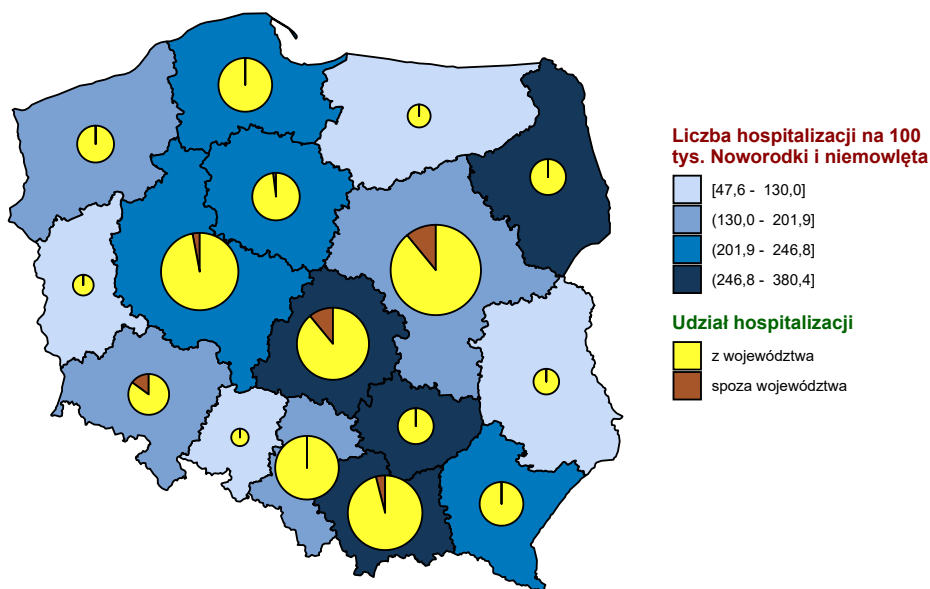 Liczba hospitalizacji na 100
tys. Noworodki i niemowlęta
[47,6 - 130,0]
(130,0 - 201,9]
(201,9 - 246,8]
(246,8 - 380,4]
Udział hospitalizacji
z województwa
spoza województwa